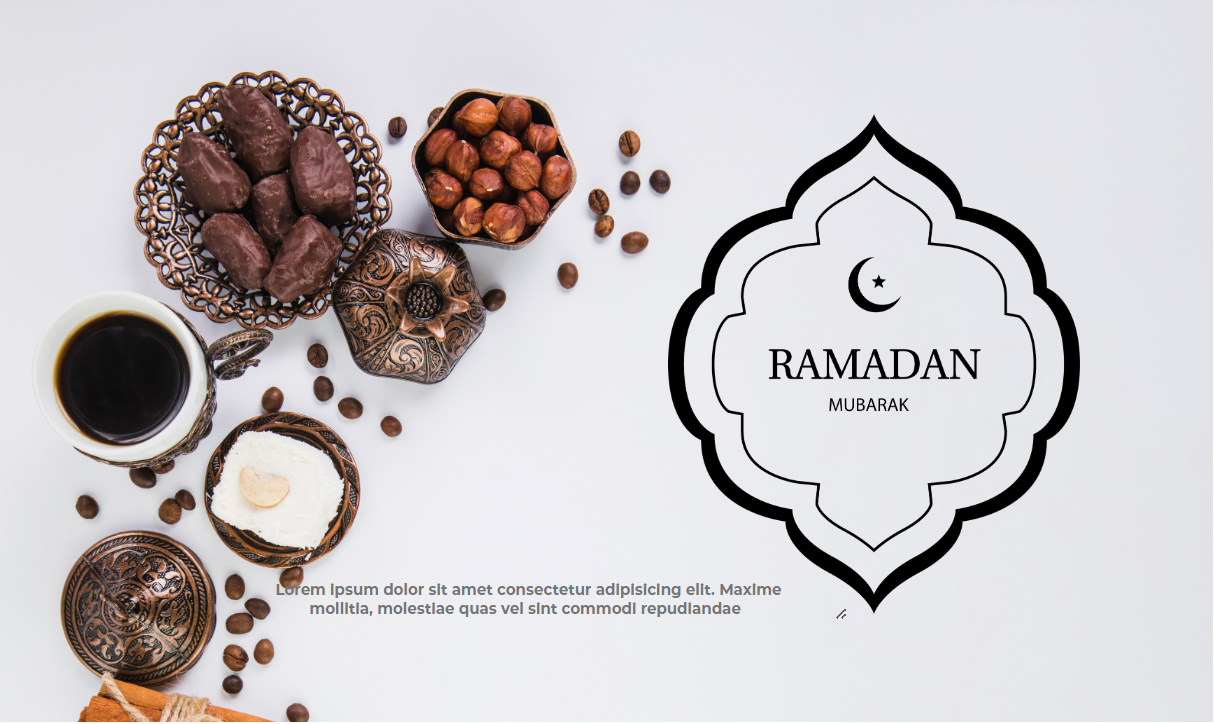 RAMADAN
MUBARAK
Lorem ipsum dolor sit amet consectetur adipisicing elit. Maxime
mollitia, molestiae quas vel sint commodi repudiandae